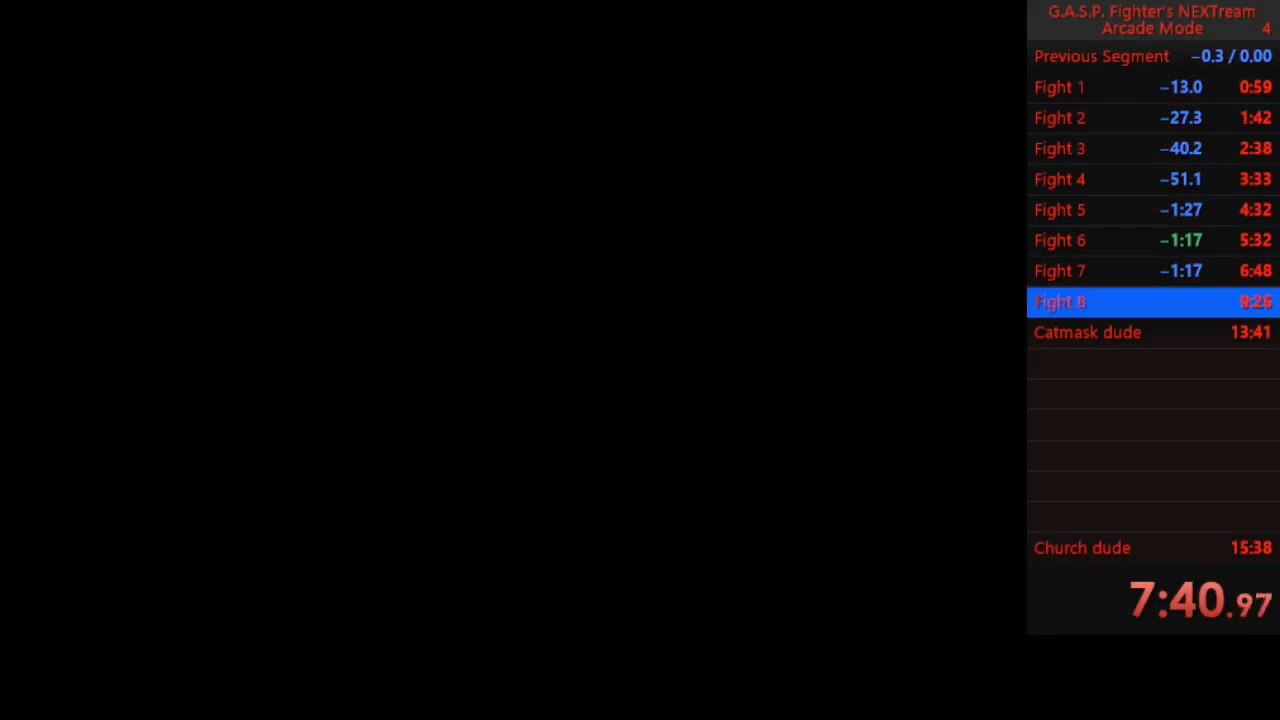 G.A.S.P. Fighter's NEXTream
Arcade Mode 4
Previous Segment −0.3 / 0.00
Fight 1 −13.0 0:59
Fight 2 −27.3 1:42
Fight 3 −40.2 2:38
Fight 4 −51.1 3:33
Fight 5 −1:27 4:32
Fight 6 −1:17 5:32
Fight 7 −1:17 6:48
Fight 8 9:26
Catmask dude 13:41
Church dude 15:38
7:40.97